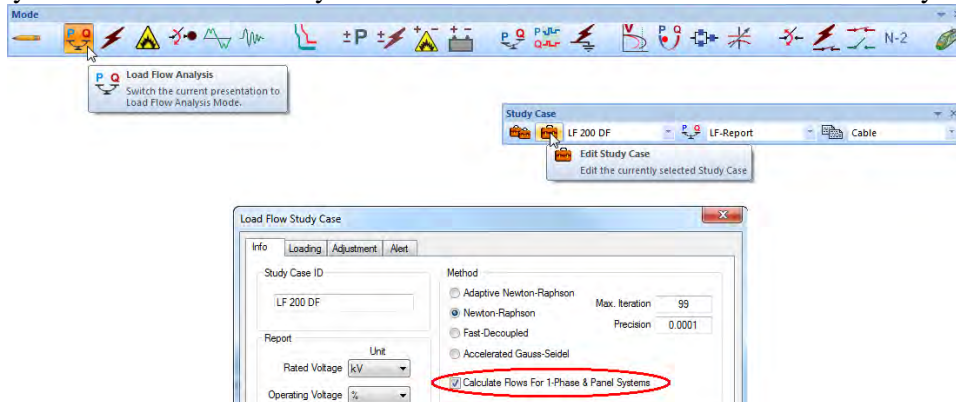 Mode
P Q
± P
±
+ -
+ -
P Q
P
Q
V
P Q
N-2
P Q Load Flow Analysis
Switch the current presentation to
Load Flow Analysis Mode.
Study Case
LF 200 DF
P Q
LF-Report
Cable
Edit Study Case
Edit the currently selected Study Case
Load Flow Study Case
X
Info Loading Adjustment Alert
Study Case ID
LF 200 DF
Method
Adaptive Newton-Raphson
Newton-Raphson
Fast-Decoupled
Accelerated Gauss-Seidel
Max. Iteration 99
Precision 0.0001
Calculate Flows For 1-Phase & Panel Systems
Report
Unit
Rated Voltage kV
Operating Voltage %